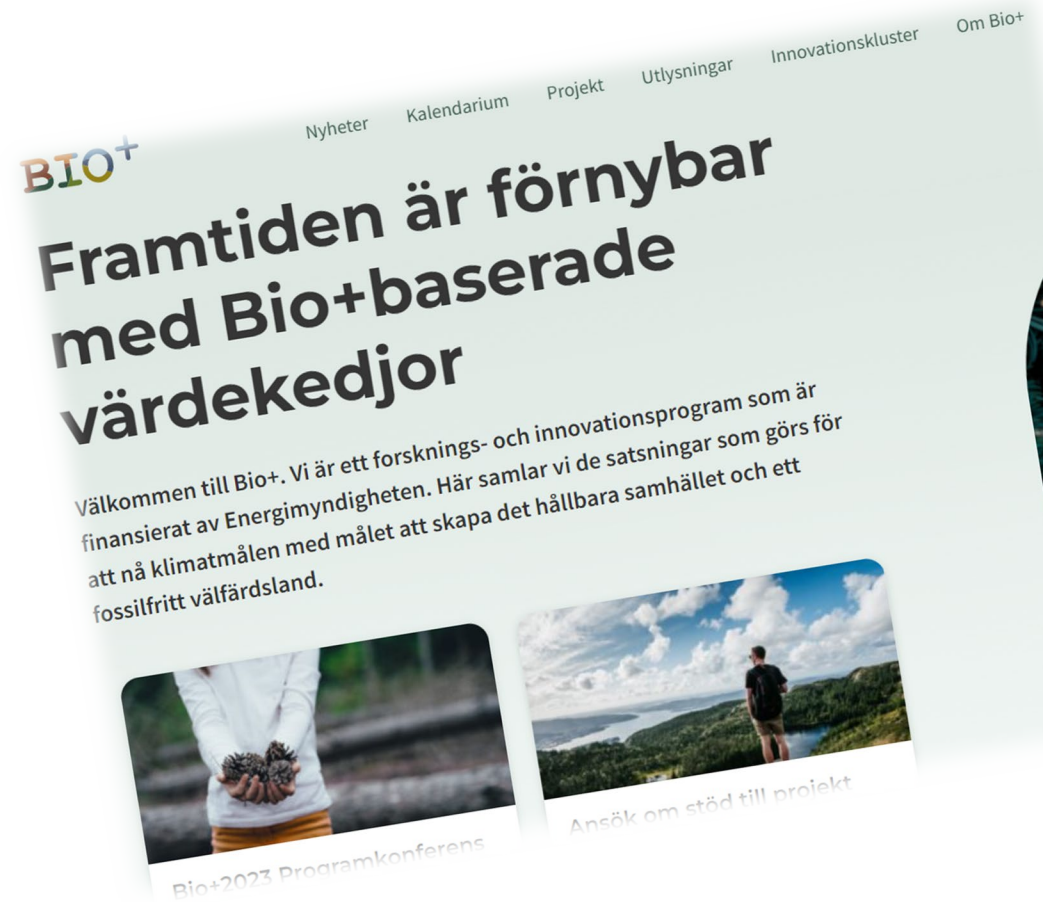 BIO+
Nyheter
Kalendarium
Projekt
Utlysningar
Innovationskluster
Om Bio+
Framtiden är förnybar
med Bio+baserade
värdekedjor
Välkommen till Bio+. Vi är ett forsknings- och innovationsprogram som är
finansierat av Energimyndigheten. Här samlar vi de satsningar som görs för
att nå klimatmålen med målet att skapa det hållbara samhället och ett
fossilfritt välfärdsland.
Bio+2023 Programkonferens
Ansök om stöd till projekt